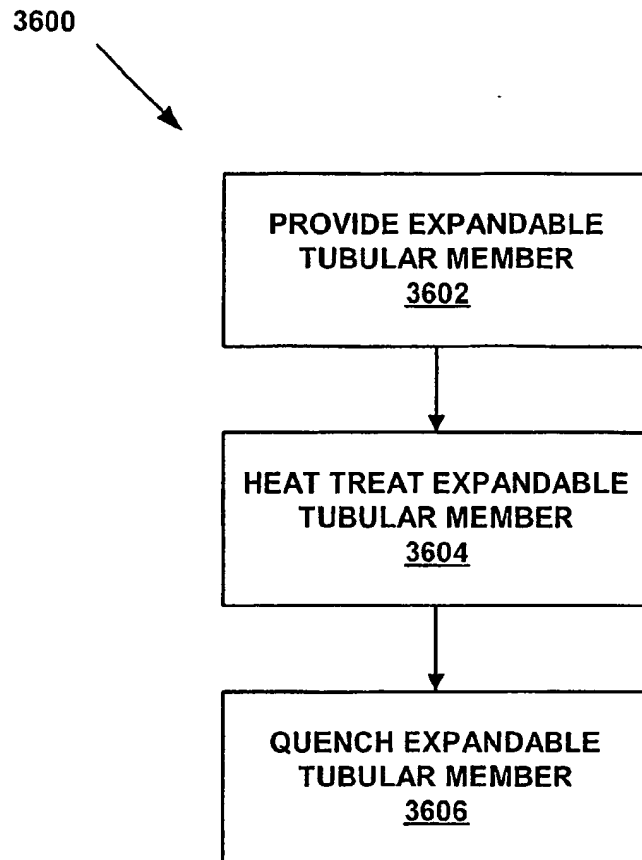 3600
PROVIDE EXPANDABLE
TUBULAR MEMBER
3602
HEAT TREAT EXPANDABLE
TUBULAR MEMBER
3604
QUENCH EXPANDABLE
TUBULAR MEMBER
3606